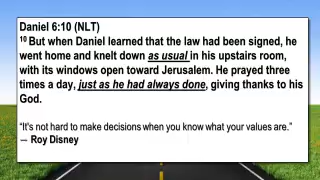 Daniel 6:10 (NLT)
10 But when Daniel learned that the law had been signed, he
went home and knelt down as usual in his upstairs room,
with its windows open toward Jerusalem. He prayed three
times a day, just as he had always done, giving thanks to his
God.
“It's not hard to make decisions when you know what your values are.”
— Roy Disney